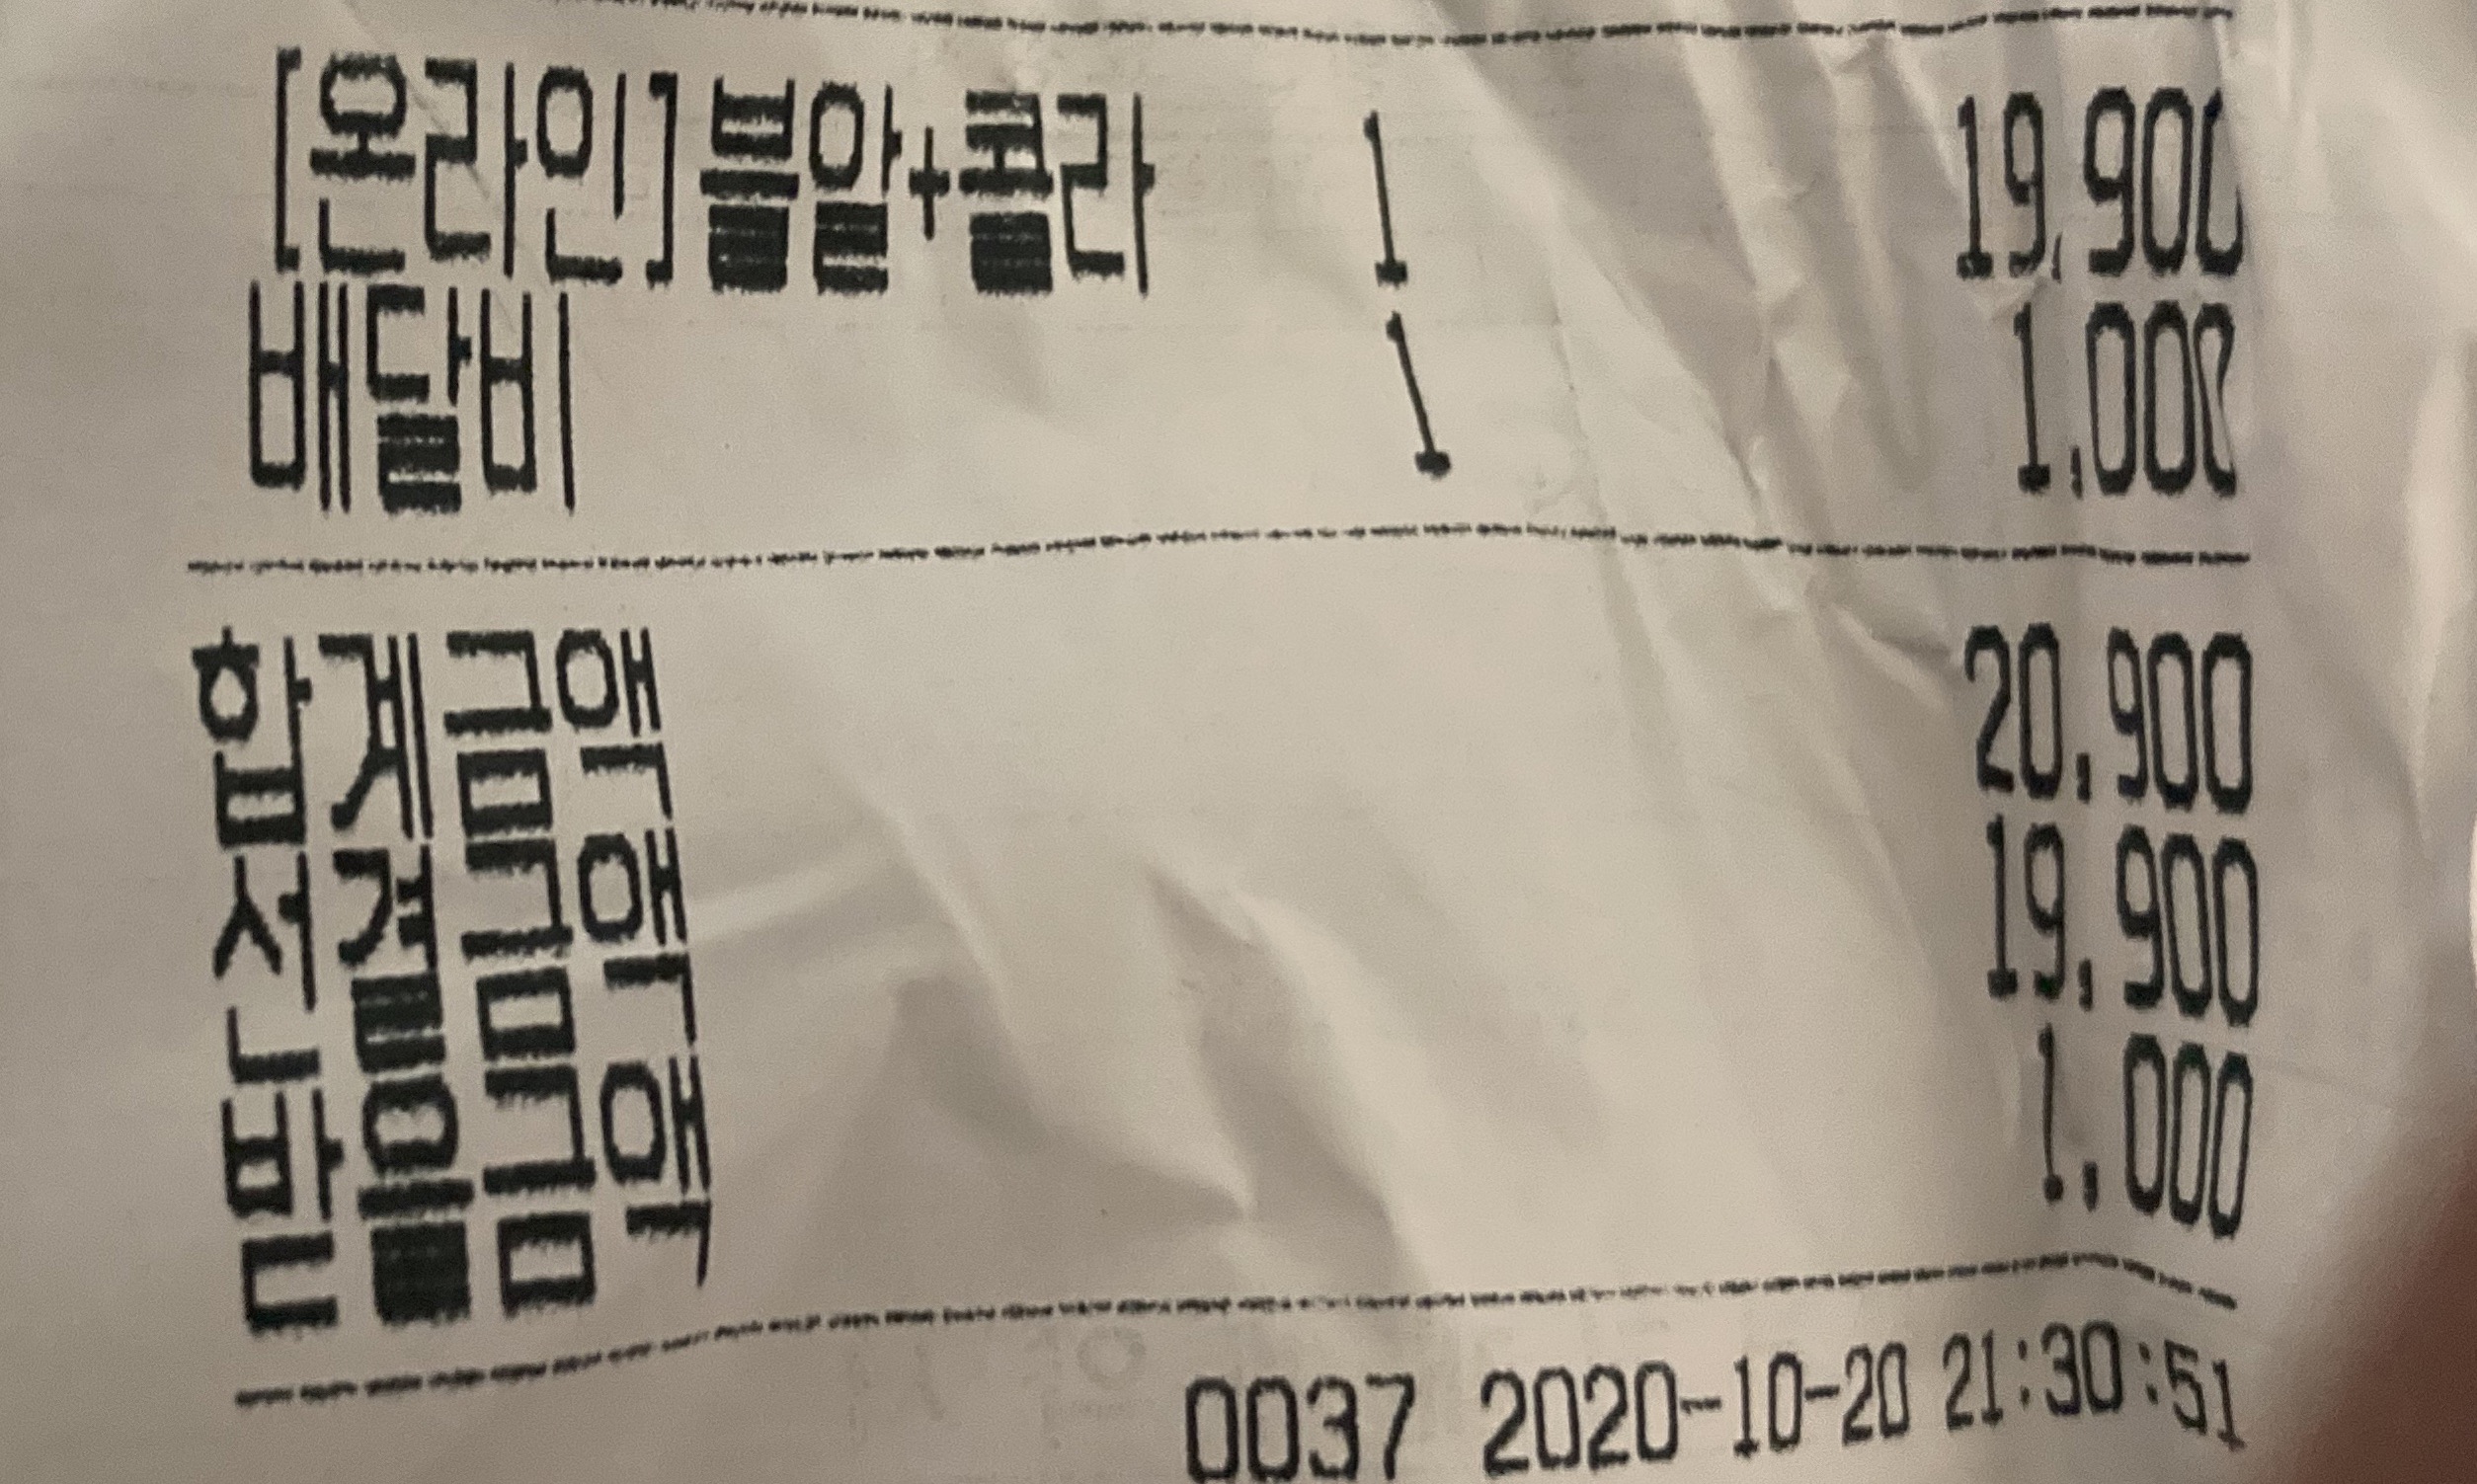 [온라인]블앞+콜라 1 19,900
배달비 1 1,000
합계금액 20,900
선결금액 19,900
받을금액 1,000
0037 2020-10-20 21:30:51